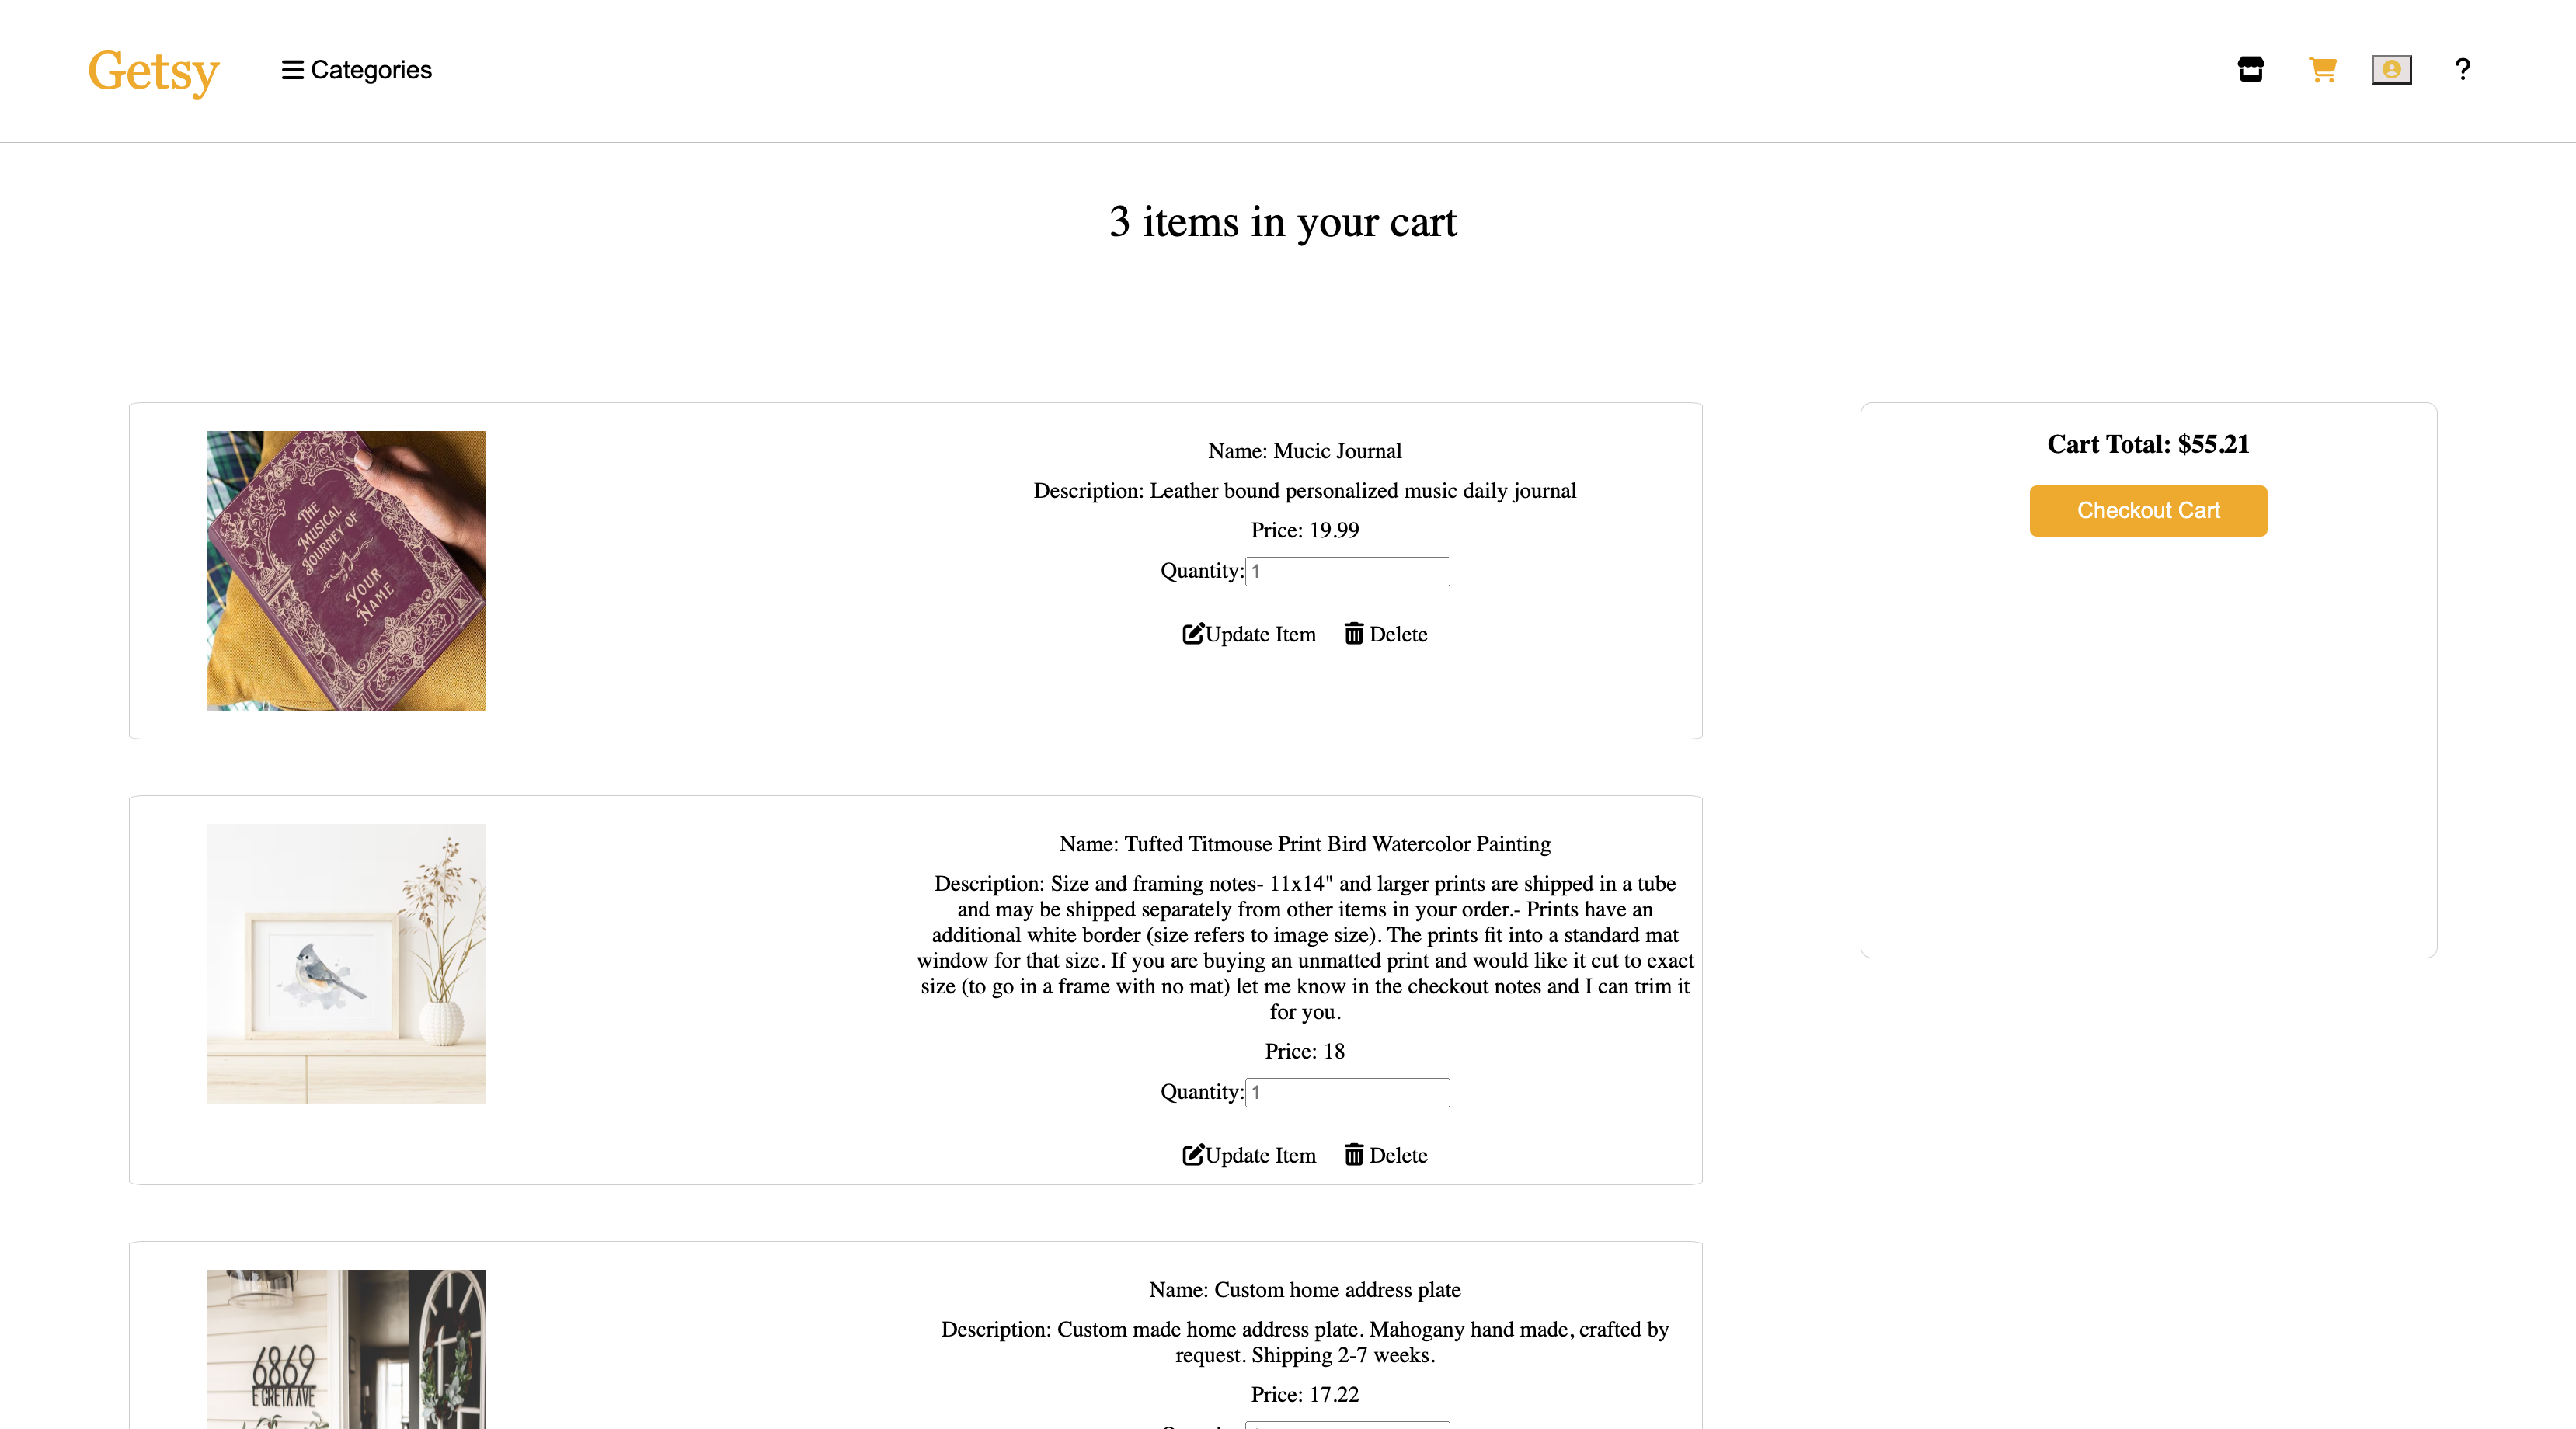 Getsy
Categories
?
3 items in your cart
THE
MUSICAL
JOURNEY OF
YOUR
NAME
Name: Mucic Journal
Description: Leather bound personalized music daily journal
Price: 19.99
Quantity: 1
Update Item Delete
Cart Total: $55.21
Checkout Cart
Name: Tufted Titmouse Print Bird Watercolor Painting
Description: Size and framing notes- 11x14" and larger prints are shipped in a tube
and may be shipped separately from other items in your order.- Prints have an
additional white border (size refers to image size). The prints fit into a standard mat
window for that size. If you are buying an unmatted print and would like it cut to exact
size (to go in a frame with no mat) let me know in the checkout notes and I can trim it
for you.
Price: 18
Quantity: 1
Update Item Delete
6869
E GRETA AVE
Name: Custom home address plate
Description: Custom made home address plate. Mahogany hand made, crafted by
request. Shipping 2-7 weeks.
Price: 17.22